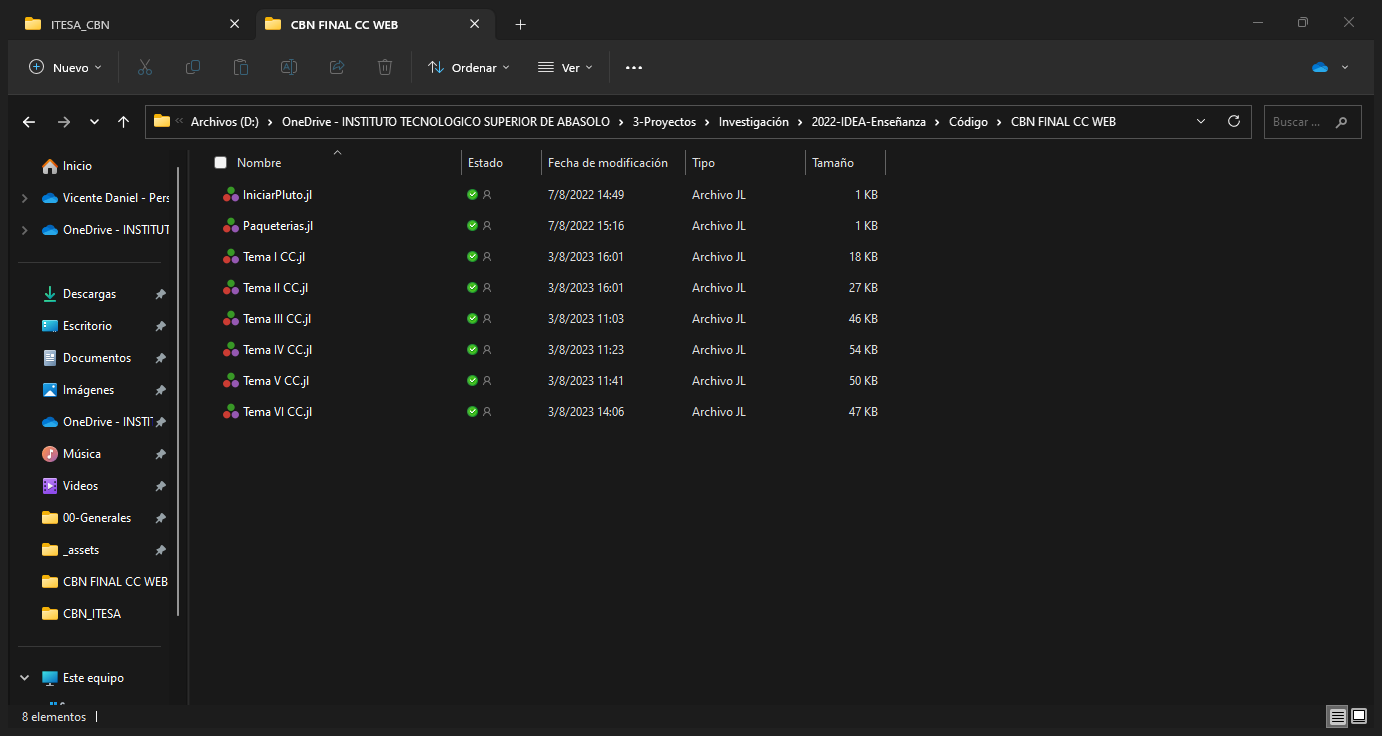 ITESA_CBN
CBN FINAL CC WEB
Nuevo
Ordenar
Ver
Archivos (D:) > OneDrive - INSTITUTO TECNOLOGICO SUPERIOR DE ABASOLO > 3-Proyectos > Investigación > 2022-IDEA-Enseñanza > Código > CBN FINAL CC WEB
Buscar ...
Inicio
Vicente Daniel - Pers
OneDrive - INSTITUT
Descargas
Escritorio
Documentos
Imágenes
OneDrive - INSTIT
Música
Videos
00-Generales
_assets
CBN FINAL CC WEB
CBN_ITESA
Este equipo
Nombre Estado Fecha de modificación Tipo Tamaño
IniciarPluto.jl 7/8/2022 14:49 Archivo JL 1 KB
Paqueterias.jl 7/8/2022 15:16 Archivo JL 1 KB
Tema I CC.jl 3/8/2023 16:01 Archivo JL 18 KB
Tema II CC.jl 3/8/2023 16:01 Archivo JL 27 KB
Tema III CC.jl 3/8/2023 11:03 Archivo JL 46 KB
Tema IV CC.jl 3/8/2023 11:23 Archivo JL 54 KB
Tema V CC.jl 3/8/2023 11:41 Archivo JL 50 KB
Tema VI CC.jl 3/8/2023 14:06 Archivo JL 47 KB
8 elementos